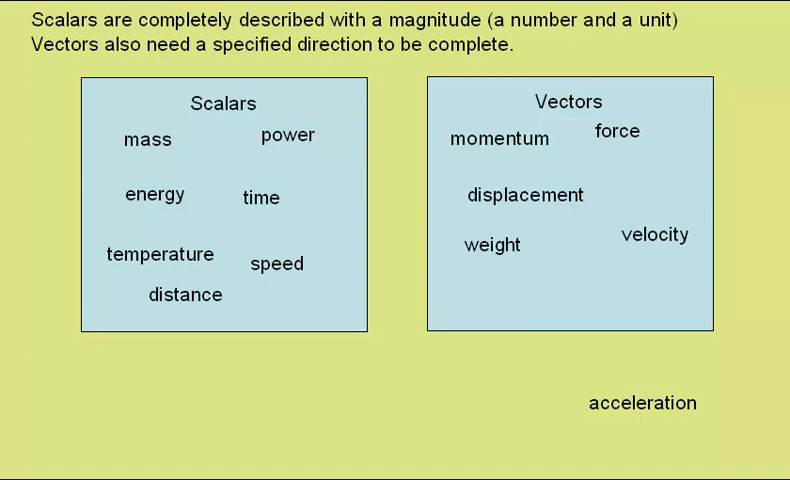 Scalars are completely described with a magnitude (a number and a unit)
Vectors also need a specified direction to be complete.
Scalars
mass
power
energy
time
temperature
speed
distance
Vectors
momentum
force
displacement
weight
velocity
acceleration